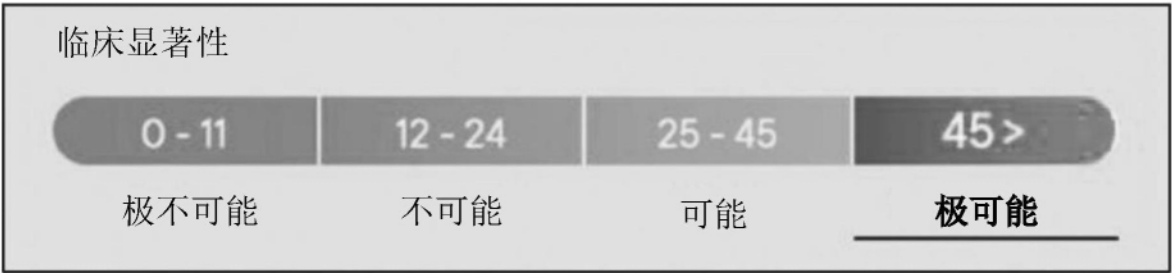 临床显著性
0 - 11 12 - 24 25 - 45 45 >
极不可能 不可能 可能 极可能